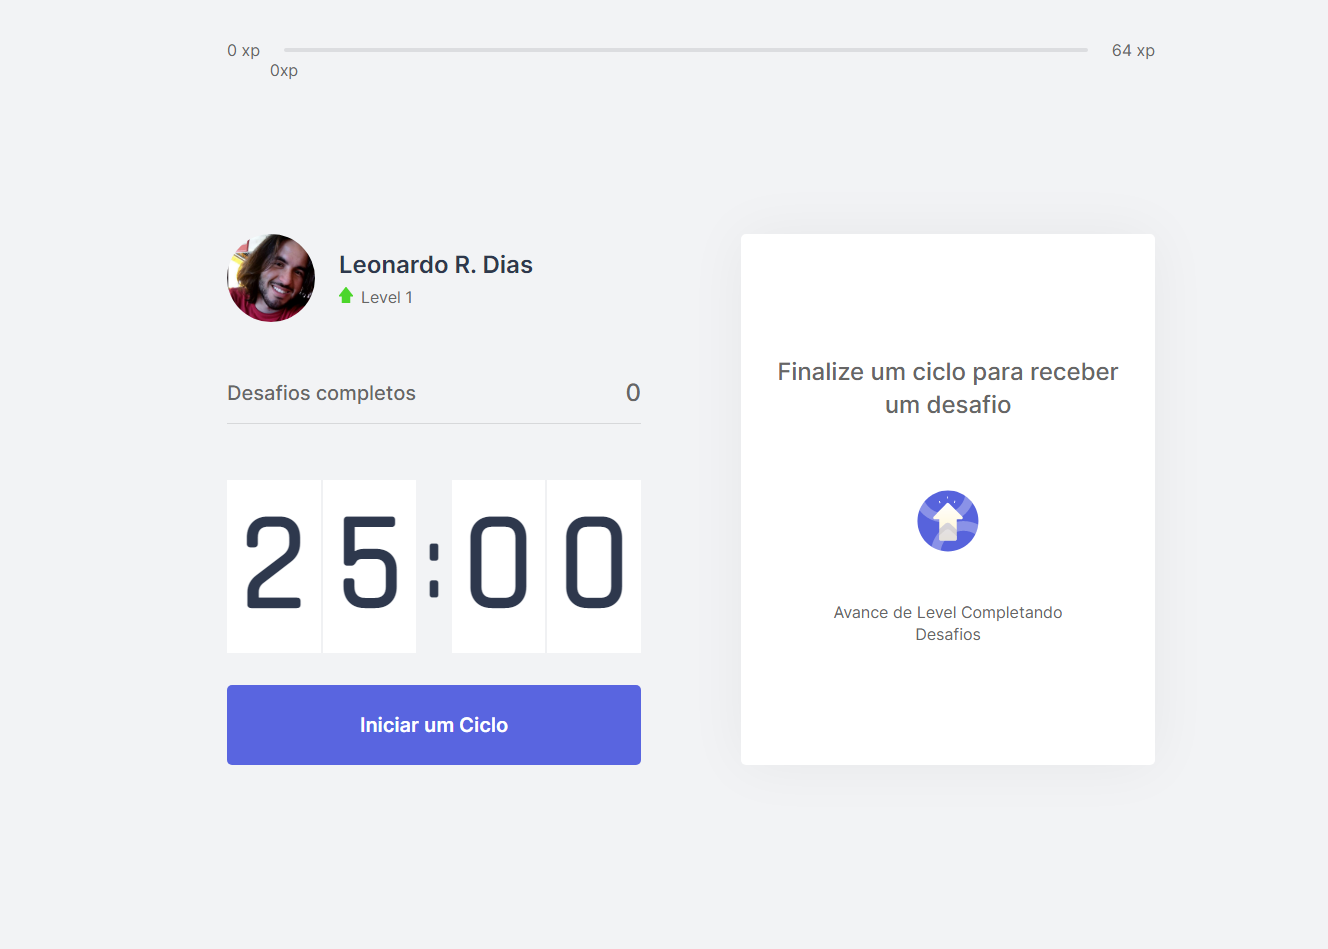 0 xp
64 xp
0xp
Leonardo R. Dias
Level 1
Desafios completos
0
25:00
Iniciar um Ciclo
Finalize um ciclo para receber
um desafio
Avance de Level Completando
Desafios